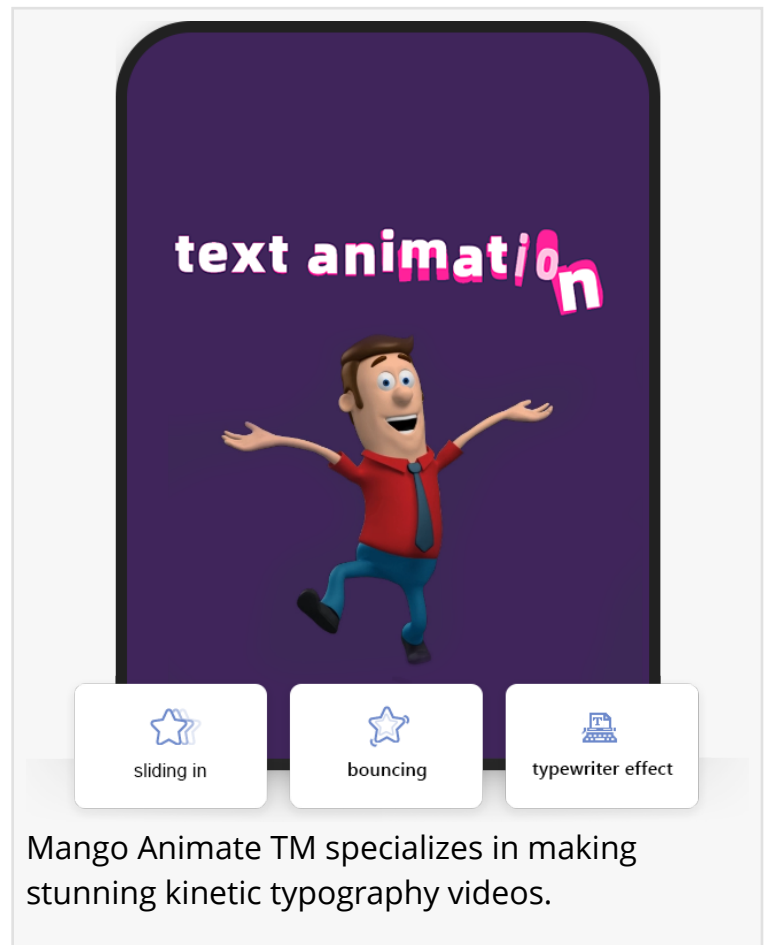 text animation
sliding in
bouncing
T
typewriter effect
Mango Animate TM specializes in making
stunning kinetic typography videos.